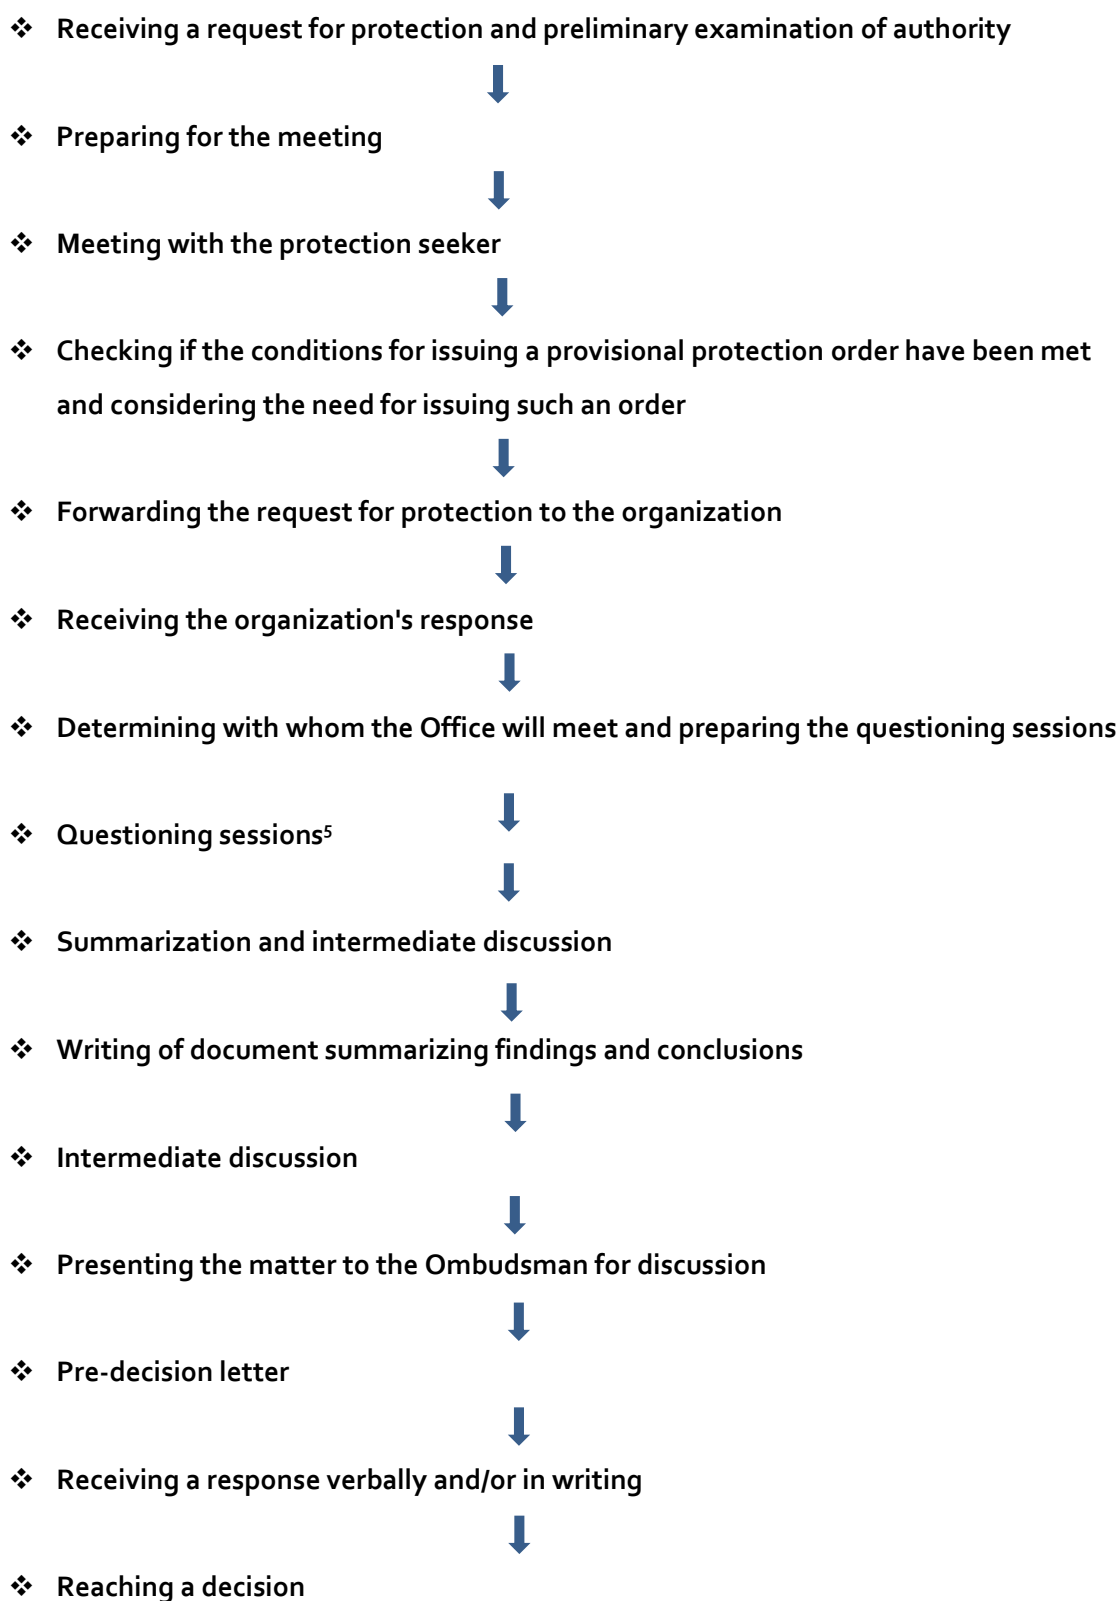 ❖ Receiving a request for protection and preliminary examination of authority
❖ Preparing for the meeting
❖ Meeting with the protection seeker
❖ Checking if the conditions for issuing a provisional protection order have been met
and considering the need for issuing such an order
❖ Forwarding the request for protection to the organization
❖ Receiving the organization's response
❖ Determining with whom the Office will meet and preparing the questioning sessions
❖ Questioning sessions⁵
❖ Summarization and intermediate discussion
❖ Writing of document summarizing findings and conclusions
❖ Intermediate discussion
❖ Presenting the matter to the Ombudsman for discussion
❖ Pre-decision letter
❖ Receiving a response verbally and/or in writing
❖ Reaching a decision